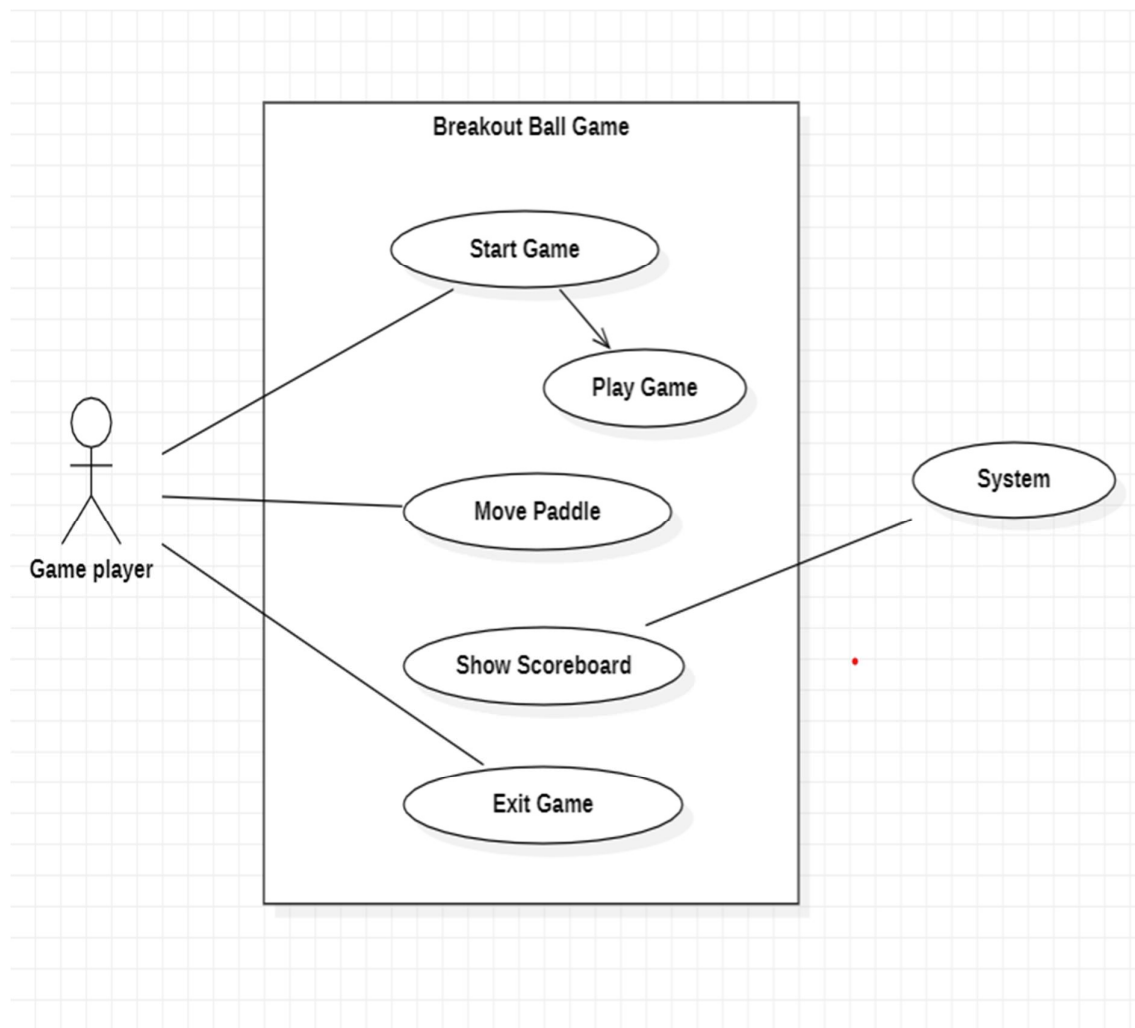 Breakout Ball Game
Start Game
Play Game
System
Move Paddle
Game player
Show Scoreboard
Exit Game